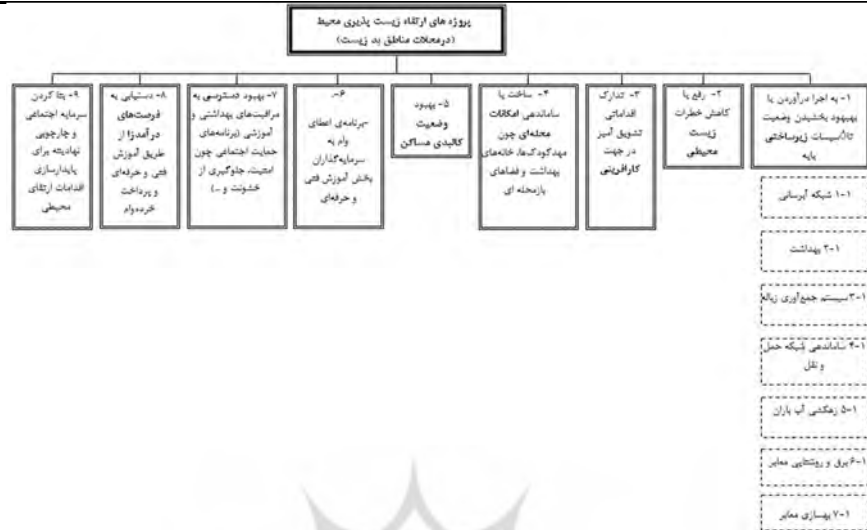 پروژه های ارتقاء زیست پذیری محیط
(درمحلات مناطق بد زیست)
۱- به اجرا درآوردن یا
بهبود بخشیدن وضعیت
تأسیسات زیرساختی
پایه
۱-۱ شبکه آبرسانی
۲-۱ بهداشت
۳-۱ سیستم جمع‌آوری زباله
۴-۱ ساماندهی شبکه حمل
و نقل
۵-۱ زهکشی آب باران
۶-۱ برق و روشنایی معابر
۷-۱ بهسازی معابر
۲- رفع یا
کاهش خطرات
زیست
محیطی
۳- تدارک
اقداماتی
تشویق آمیز
در جهت
کارآفرینی
۴- ساخت یا
ساماندهی امکانات
محله‌ای چون
مهدکودک‌ها، خانه‌های
بهداشت و فضاهای
بازمحله ای
۵- بهبود
وضعیت
کالبدی مساکن
۶-
-برنامه‌ی اعطای
وام به
سرمایه‌گذاران
بخش آموزش فنی
و حرفه‌ای
۷- بهبود دسترسی به
مراقبت‌های بهداشتی و
آموزشی (برنامه‌های
حمایت اجتماعی چون
امنیت، جلوگیری از
خشونت و ...)
۸- دستیابی به
فرصت‌های
درآمدزا از
طریق آموزش
فنی و حرفه‌ای
و پرداخت
خرده‌وام
۹- بنا کردن
سرمایه اجتماعی
و چارچوبی
نهادینه برای
پایدارسازی
اقدامات ارتقای
محیطی